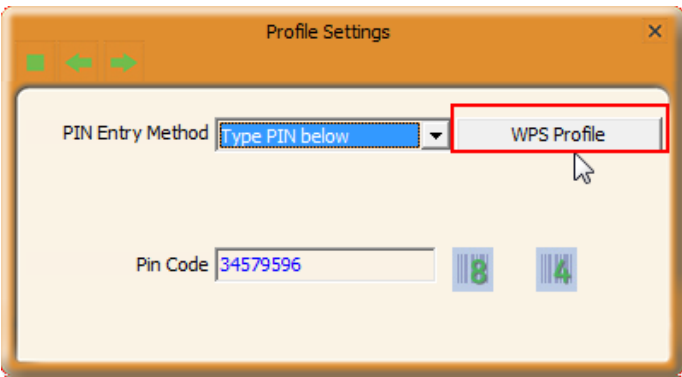 Profile Settings
PIN Entry Method Type PIN below WPS Profile
Pin Code 34579596 8 4